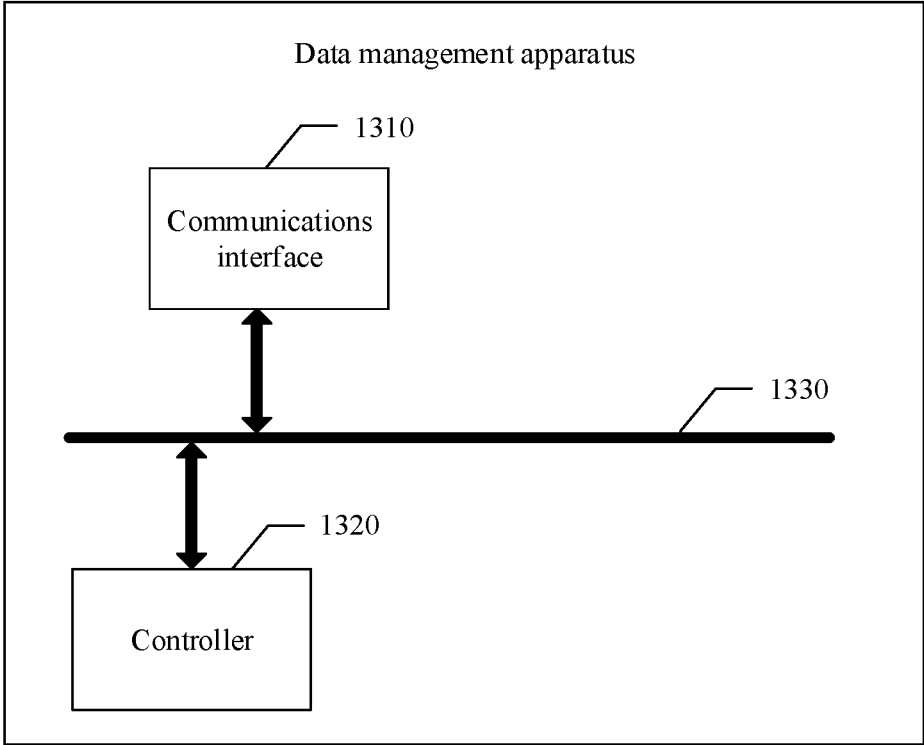 Data management apparatus
1310
Communications
interface
1330
1320
Controller